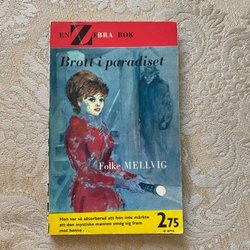 EN ZEBRA BOK
Brott i paradiset
Folke MELLVIG
Hon var så absorberad att hon inte märkte
att den mystiske mannen smög sig fram
mot henne . . .
2.75